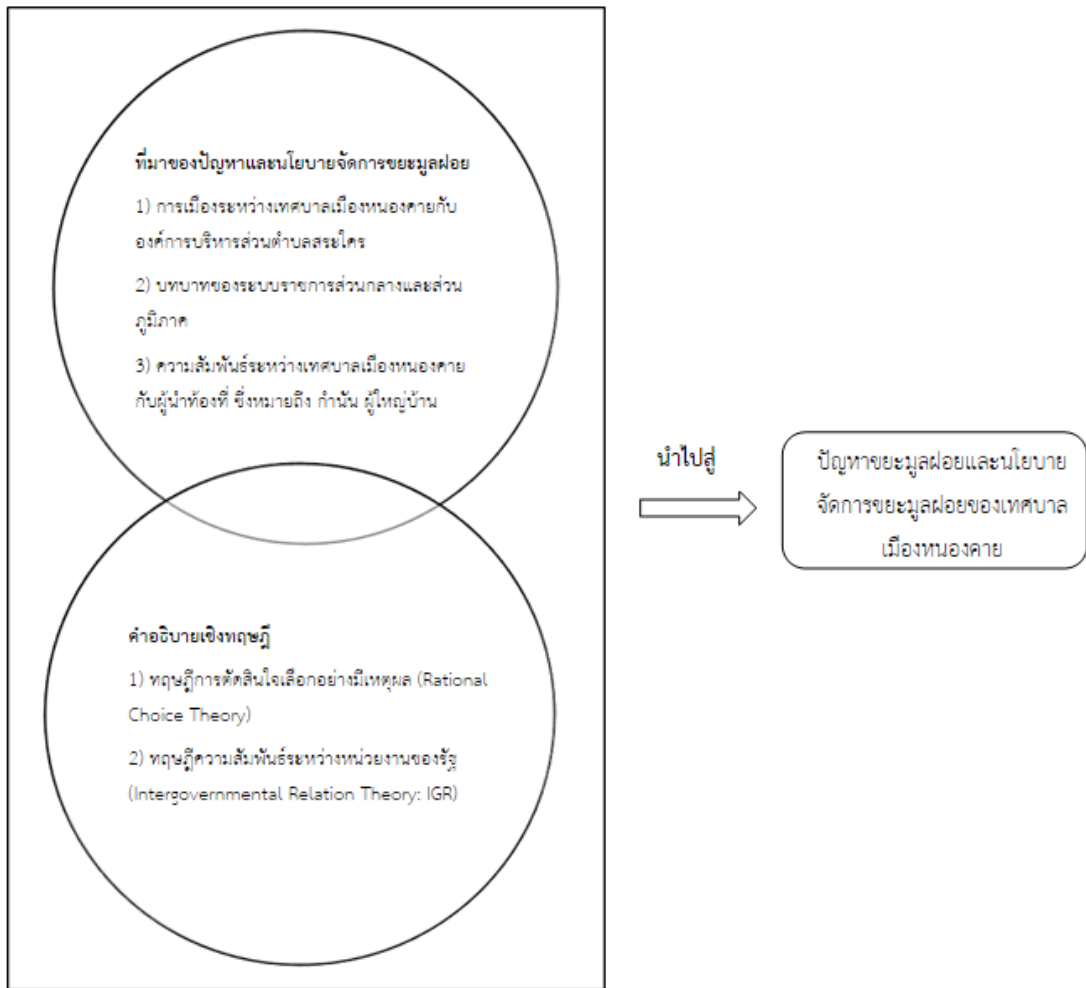 ที่มาของปัญหาและนโยบายจัดการขยะมูลฝอย
1) การเมืองระหว่างเทศบาลเมืองหนองคายกับ
องค์การบริหารส่วนตำบลสระใคร
2) บทบาทของระบบราชการส่วนกลางและส่วน
ภูมิภาค
3) ความสัมพันธ์ระหว่างเทศบาลเมืองหนองคาย
กับผู้นำท้องที่ ซึ่งหมายถึง กำนัน ผู้ใหญ่บ้าน
คำอธิบายเชิงทฤษฎี
1) ทฤษฎีการตัดสินใจเลือกอย่างมีเหตุผล (Rational
Choice Theory)
2) ทฤษฎีความสัมพันธ์ระหว่างหน่วยงานของรัฐ
(Intergovernmental Relation Theory: IGR)
นำไปสู่
ปัญหาขยะมูลฝอยและนโยบาย
จัดการขยะมูลฝอยของเทศบาล
เมืองหนองคาย